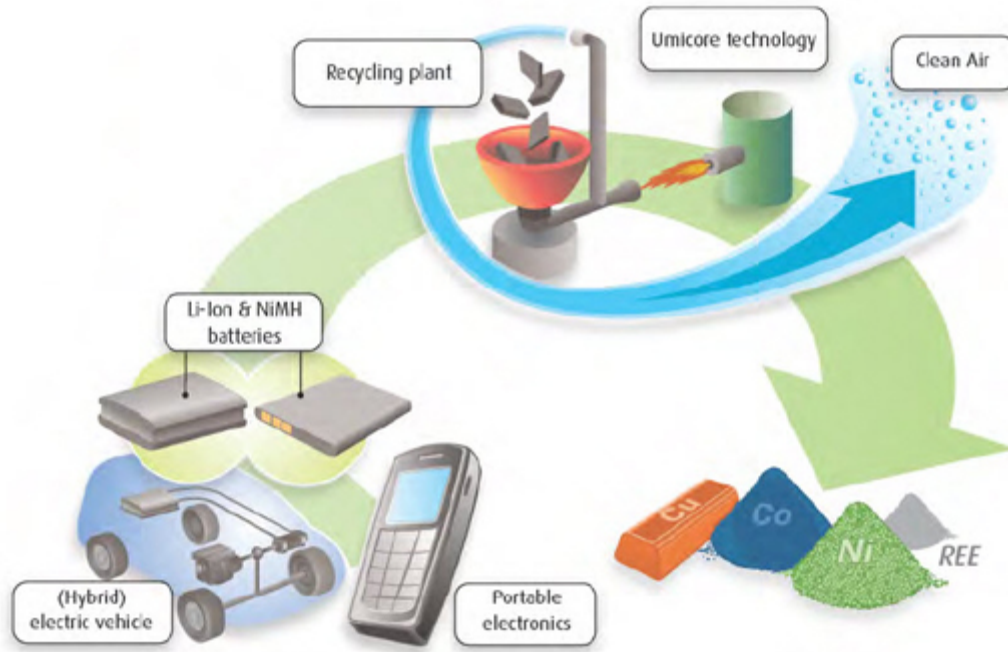 Recycling plant
Umicore technology
Clean Air
Li-Ion & NiMH
batteries
Cu
Co
Ni
REE
(Hybrid)
electric vehicle
Portable
electronics